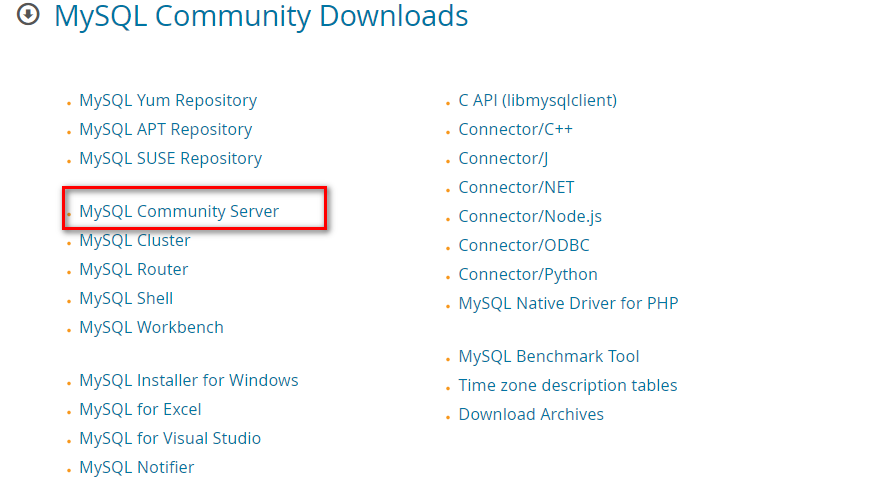 MySQL Community Downloads
MySQL Yum Repository
MySQL APT Repository
MySQL SUSE Repository
MySQL Community Server
MySQL Cluster
MySQL Router
MySQL Shell
MySQL Workbench
MySQL Installer for Windows
MySQL for Excel
MySQL for Visual Studio
MySQL Notifier
C API (libmysqlclient)
Connector/C++
Connector/J
Connector/NET
Connector/Node.js
Connector/ODBC
Connector/Python
MySQL Native Driver for PHP
MySQL Benchmark Tool
Time zone description tables
Download Archives